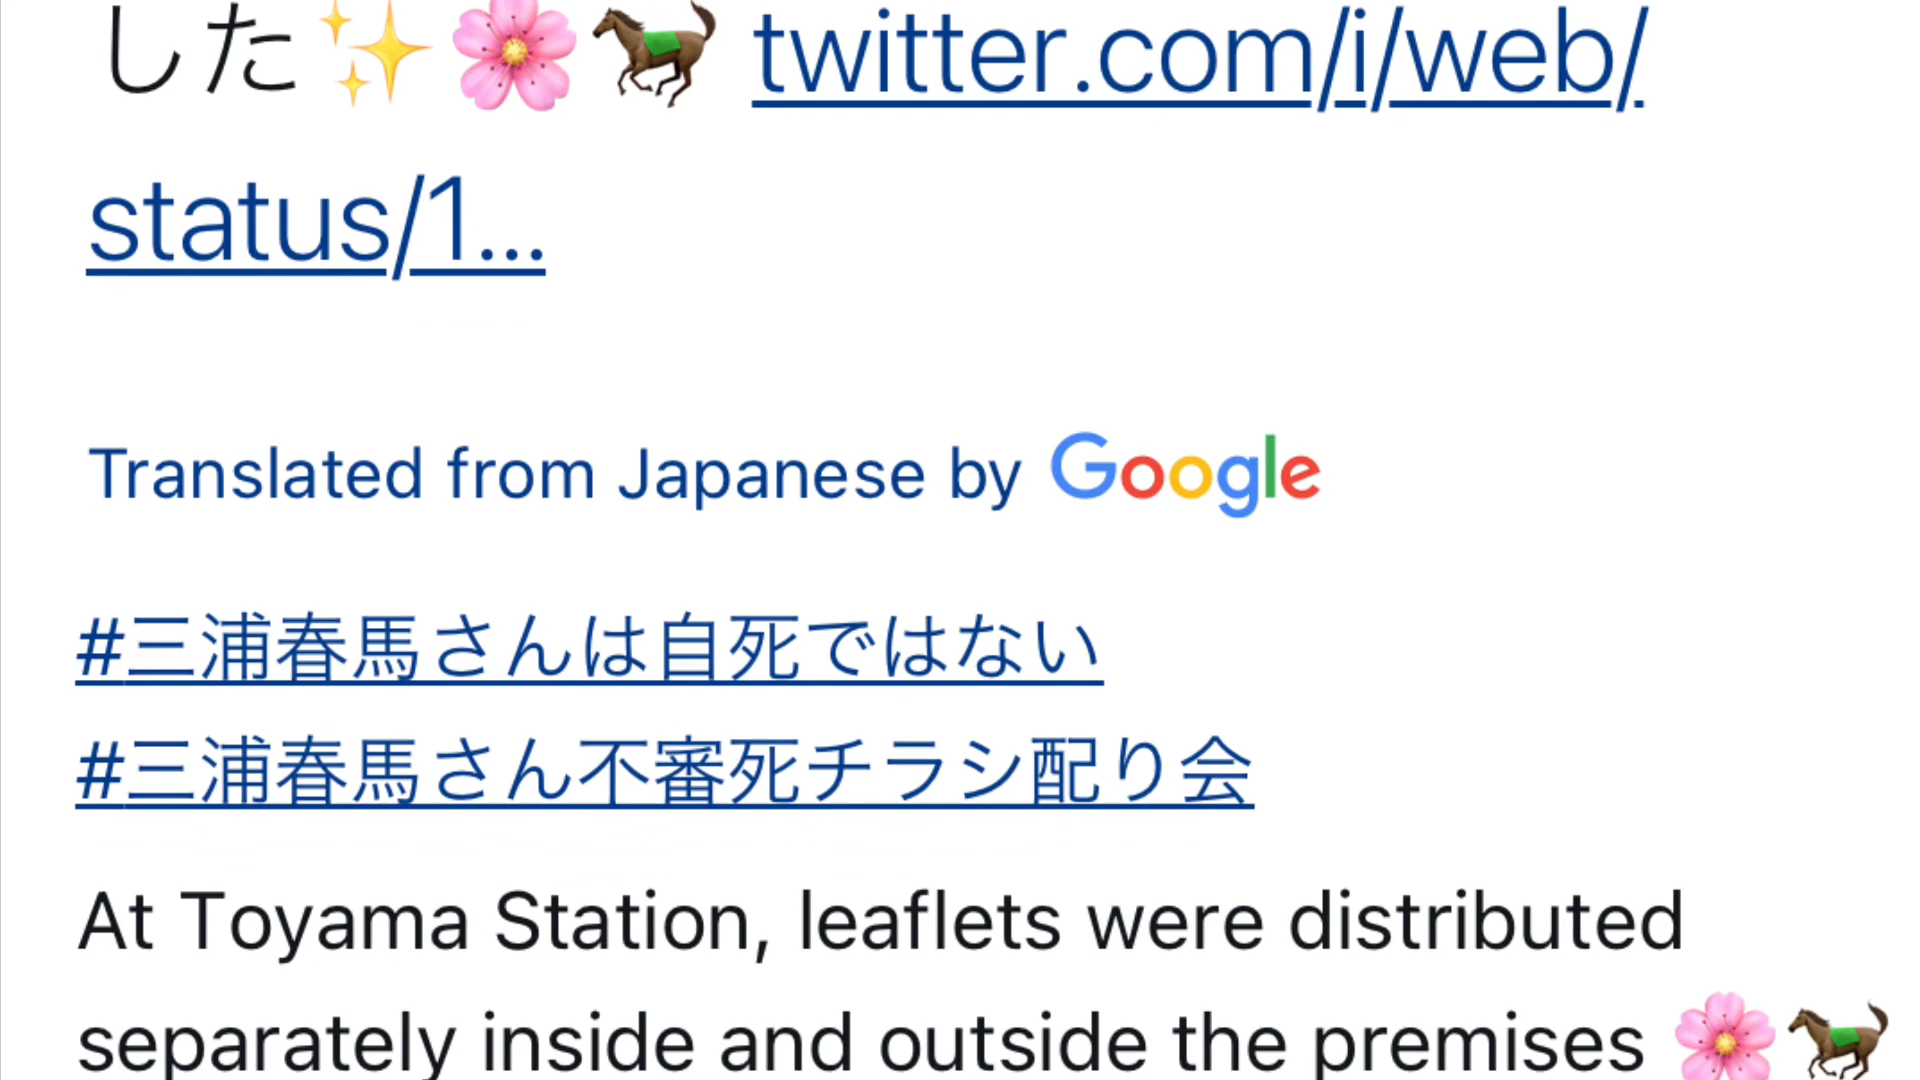 した✨🌸🐎 twitter.com/i/web/
status/1...
Translated from Japanese by Google
#三浦春馬さんは自死ではない
#三浦春馬さん不審死チラシ配り会
At Toyama Station, leaflets were distributed
separately inside and outside the premises 🌸🐎